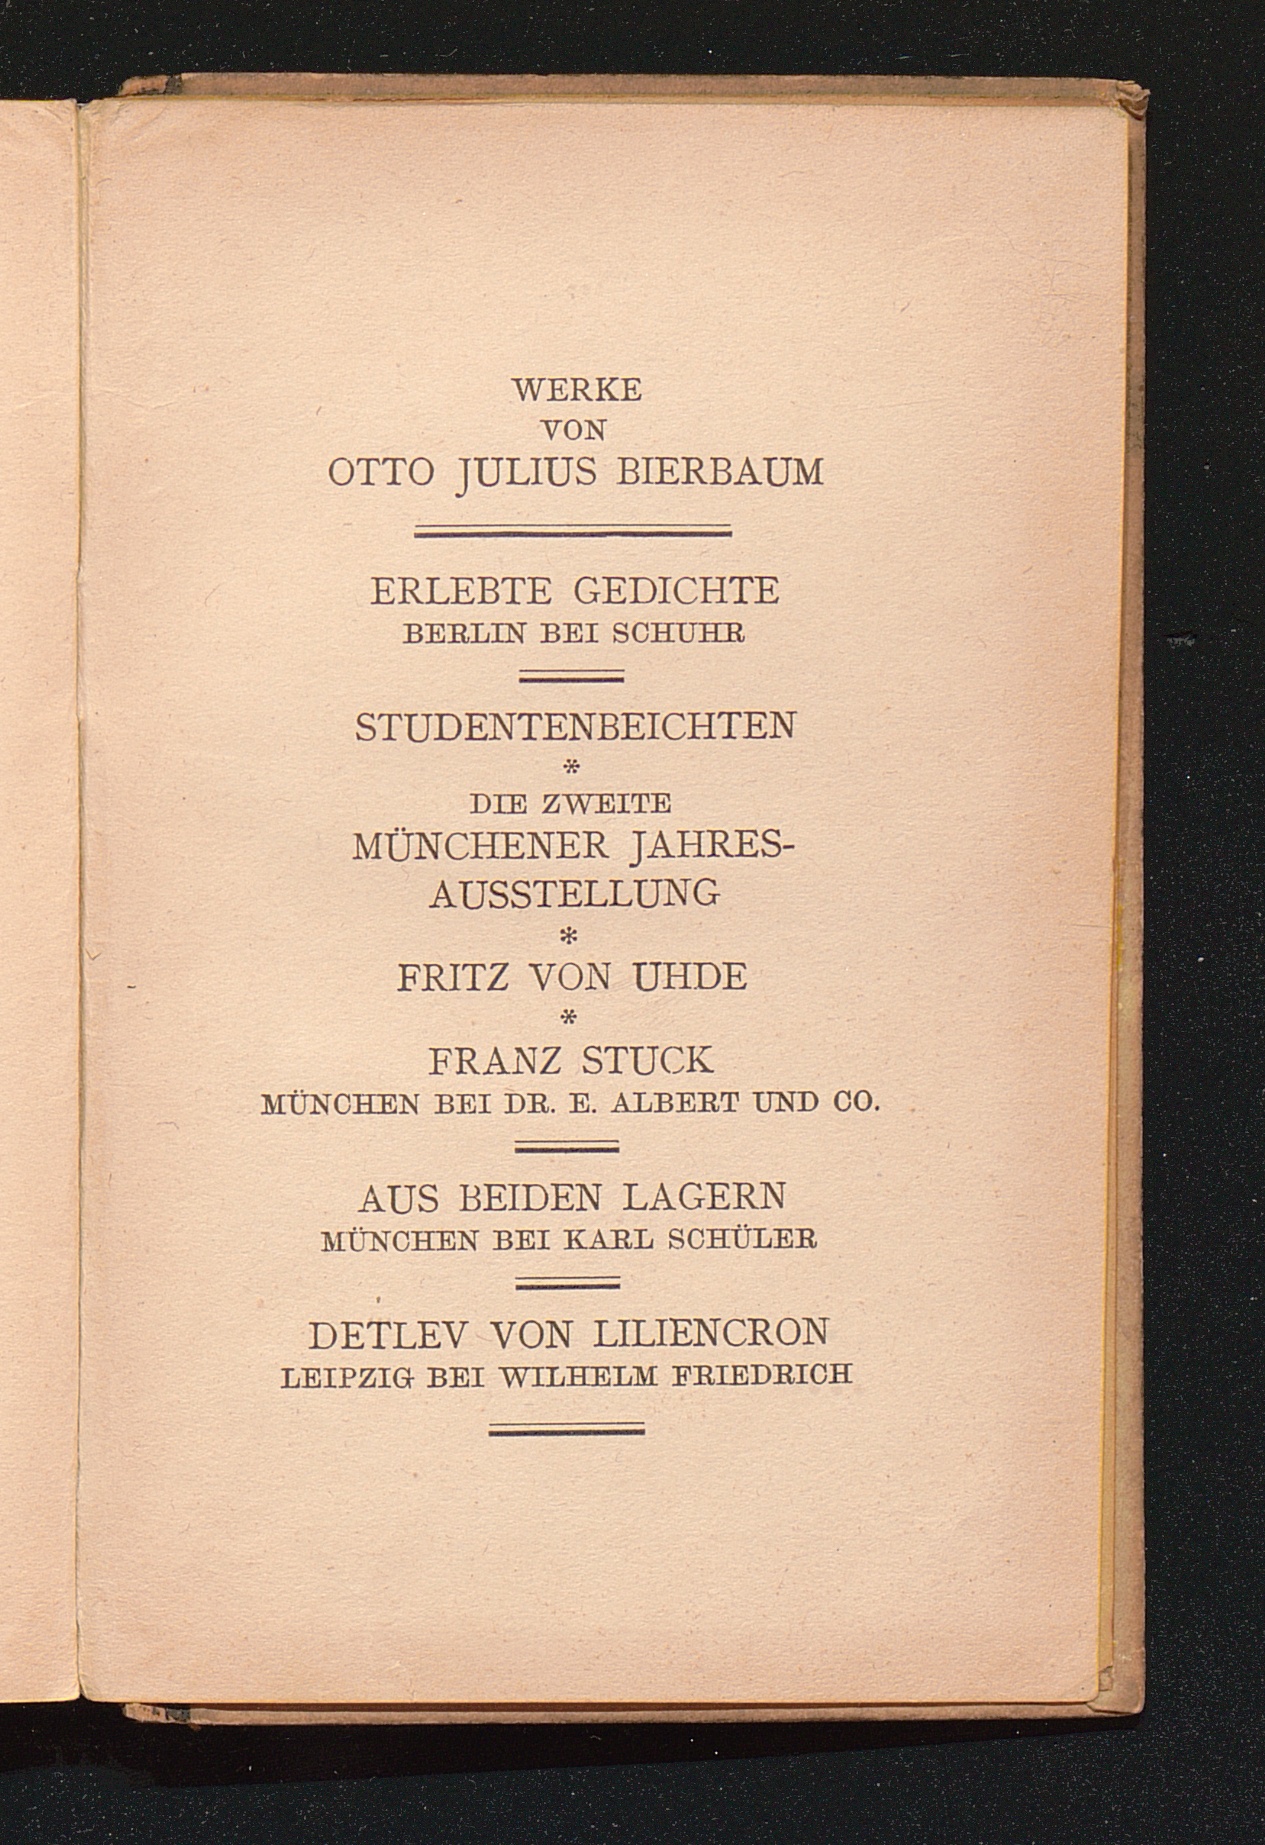 WERKE
VON
OTTO JULIUS BIERBAUM
ERLEBTE GEDICHTE
BERLIN BEI SCHUHR
STUDENTENBEICHTEN
*
DIE ZWEITE
MÜNCHENER JAHRES-
AUSSTELLUNG
*
FRITZ VON UHDE
*
FRANZ STUCK
MÜNCHEN BEI DR. E. ALBERT UND CO.
AUS BEIDEN LAGERN
MÜNCHEN BEI KARL SCHÜLER
DETLEV VON LILIENCRON
LEIPZIG BEI WILHELM FRIEDRICH